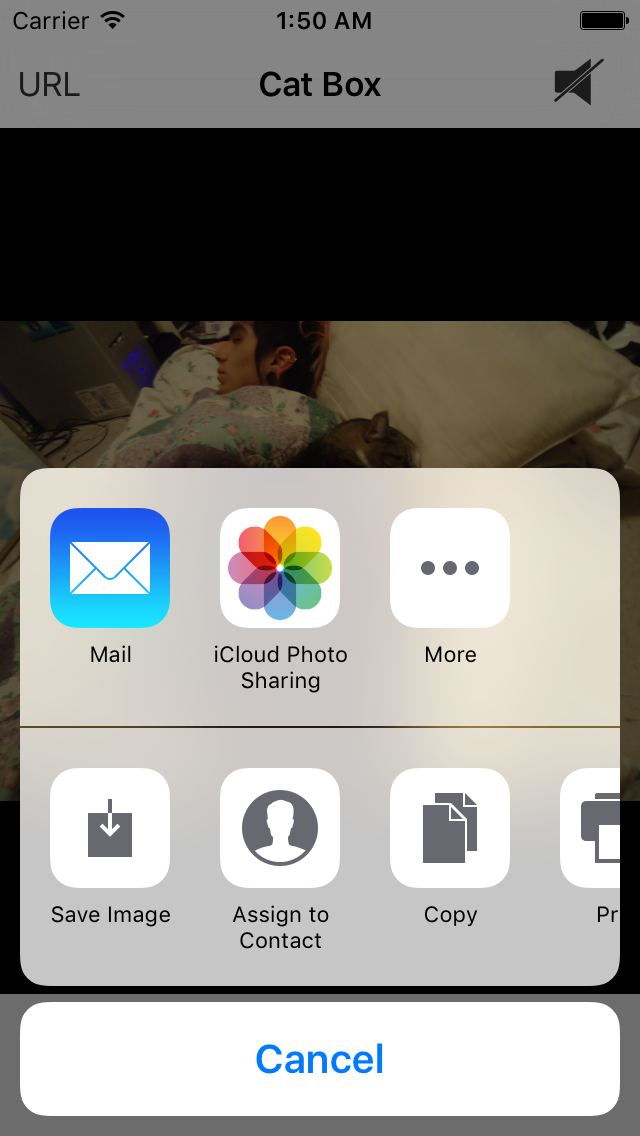 Carrier 1:50 AM
URL Cat Box
Mail
iCloud Photo
Sharing
More
Save Image
Assign to
Contact
Copy
Pr
Cancel